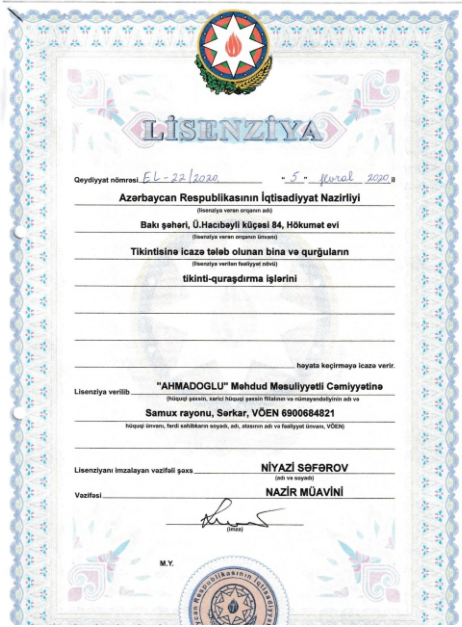 LİSENZİYA
Qeydiyyat nömrəsi EL-22/2020 " 5 " fevral 2020 il
Azərbaycan Respublikasının İqtisadiyyat Nazirliyi
(lisenziya verən orqanın adı)
Bakı şəhəri, Ü.Hacıbəyli küçəsi 84, Hökumət evi
(lisenziya verən orqanın ünvanı)
Tikintisinə icazə tələb olunan bina və qurğuların
(lisenziya verilən fəaliyyət növü)
tikinti-quraşdırma işlərini
həyata keçirməyə icazə verir.
Lisenziya verilib "AHMADOGLU" Məhdud Məsuliyyətli Cəmiyyətinə
(hüquqi şəxsin, xarici hüquqi şəxsin filialının və nümayəndəliyinin adı və
Samux rayonu, Sərkar, VÖEN 6900684821
hüquqi ünvanı, fərdi sahibkarın soyadı, adı, atasının adı və fəaliyyət ünvanı, VÖEN)
Lisenziyanı imzalayan vəzifəli şəxs NİYAZİ SƏFƏROV
(adı və soyadı)
Vəzifəsi NAZİR MÜAVİNİ
(imza)
M.Y.
Respublikasının İqtisadiyyat